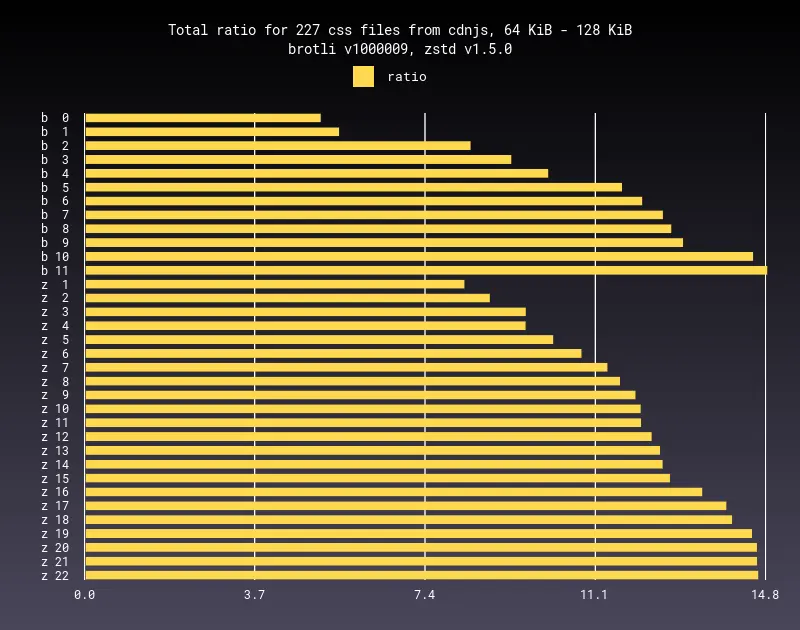 Total ratio for 227 css files from cdnjs, 64 KiB - 128 KiB
brotli v1000009, zstd v1.5.0
ratio
b 0
b 1
b 2
b 3
b 4
b 5
b 6
b 7
b 8
b 9
b 10
b 11
z 1
z 2
z 3
z 4
z 5
z 6
z 7
z 8
z 9
z 10
z 11
z 12
z 13
z 14
z 15
z 16
z 17
z 18
z 19
z 20
z 21
z 22
0.0 3.7 7.4 11.1 14.8